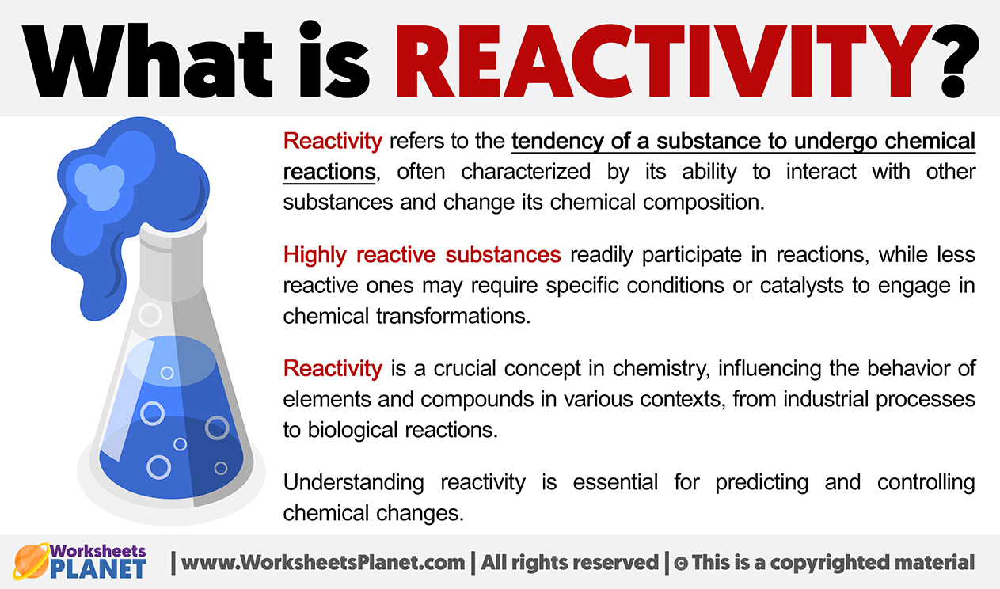 What is REACTIVITY?
Reactivity refers to the tendency of a substance to undergo chemical
reactions, often characterized by its ability to interact with other
substances and change its chemical composition.
Highly reactive substances readily participate in reactions, while less
reactive ones may require specific conditions or catalysts to engage in
chemical transformations.
Reactivity is a crucial concept in chemistry, influencing the behavior of
elements and compounds in various contexts, from industrial processes
to biological reactions.
Understanding reactivity is essential for predicting and controlling
chemical changes.
Worksheets
PLANET
| www.WorksheetsPlanet.com | All rights reserved | © This is a copyrighted material